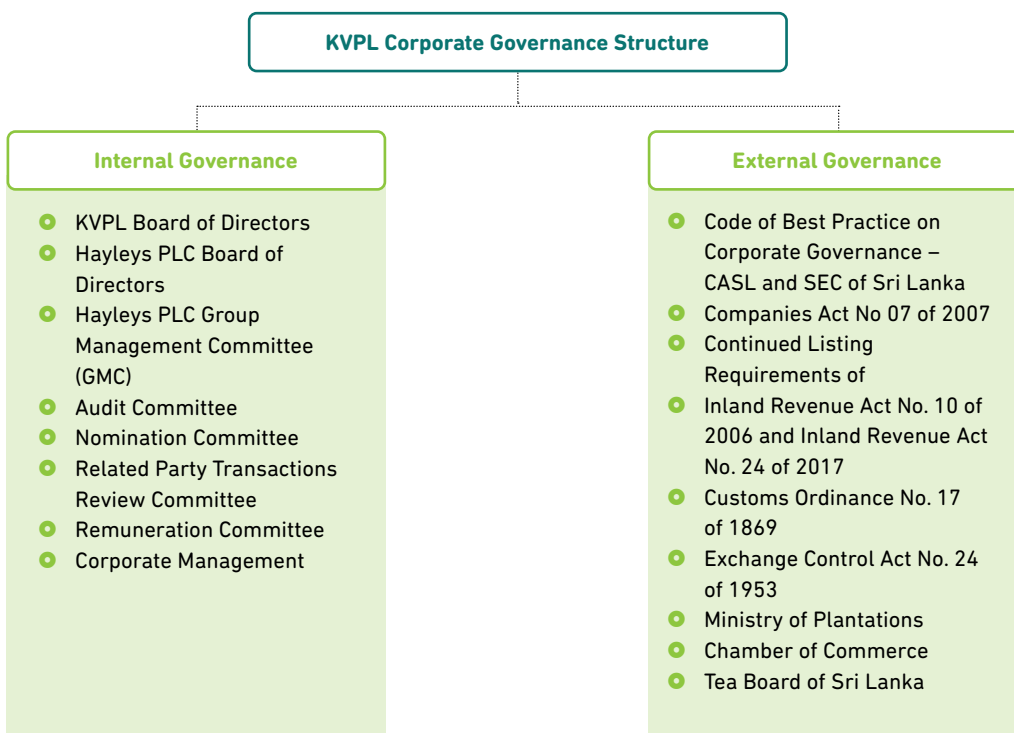 KVPL Corporate Governance Structure
Internal Governance
KVPL Board of Directors
Hayleys PLC Board of
Directors
Hayleys PLC Group
Management Committee
(GMC)
Audit Committee
Nomination Committee
Related Party Transactions
Review Committee
Remuneration Committee
Corporate Management
External Governance
Code of Best Practice on
Corporate Governance –
CASL and SEC of Sri Lanka
Companies Act No 07 of 2007
Continued Listing
Requirements of
Inland Revenue Act No. 10 of
2006 and Inland Revenue Act
No. 24 of 2017
Customs Ordinance No. 17
of 1869
Exchange Control Act No. 24
of 1953
Ministry of Plantations
Chamber of Commerce
Tea Board of Sri Lanka